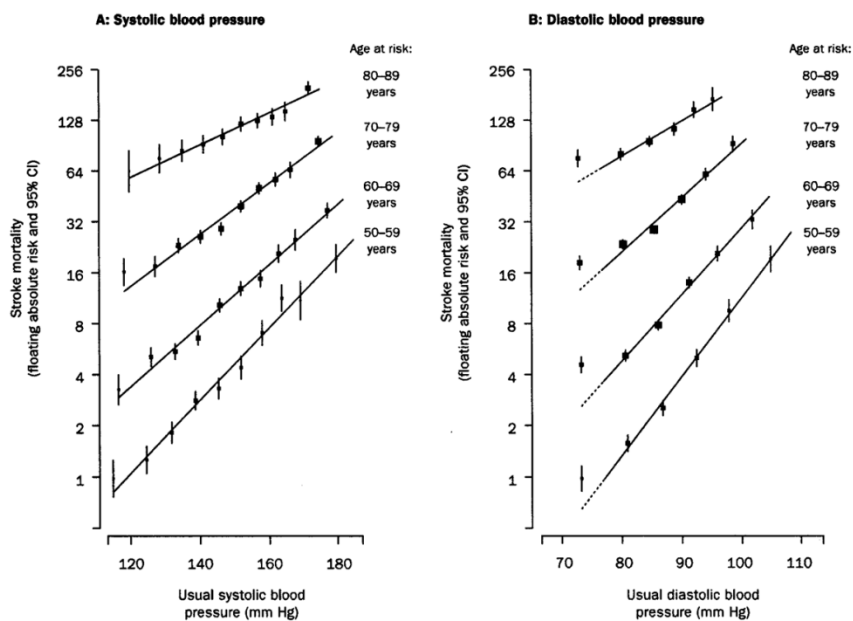 A: Systolic blood pressure
Age at risk:
256
128
64
32
16
8
4
2
1
80–89
years
70–79
years
60–69
years
50–59
years
Stroke mortality
(floating absolute risk and 95% CI)
120
140
160
180
Usual systolic blood
pressure (mm Hg)
B: Diastolic blood pressure
Age at risk:
256
128
64
32
16
8
4
2
1
80–89
years
70–79
years
60–69
years
50–59
years
Stroke mortality
(floating absolute risk and 95% CI)
70
80
90
100
110
Usual diastolic blood
pressure (mm Hg)